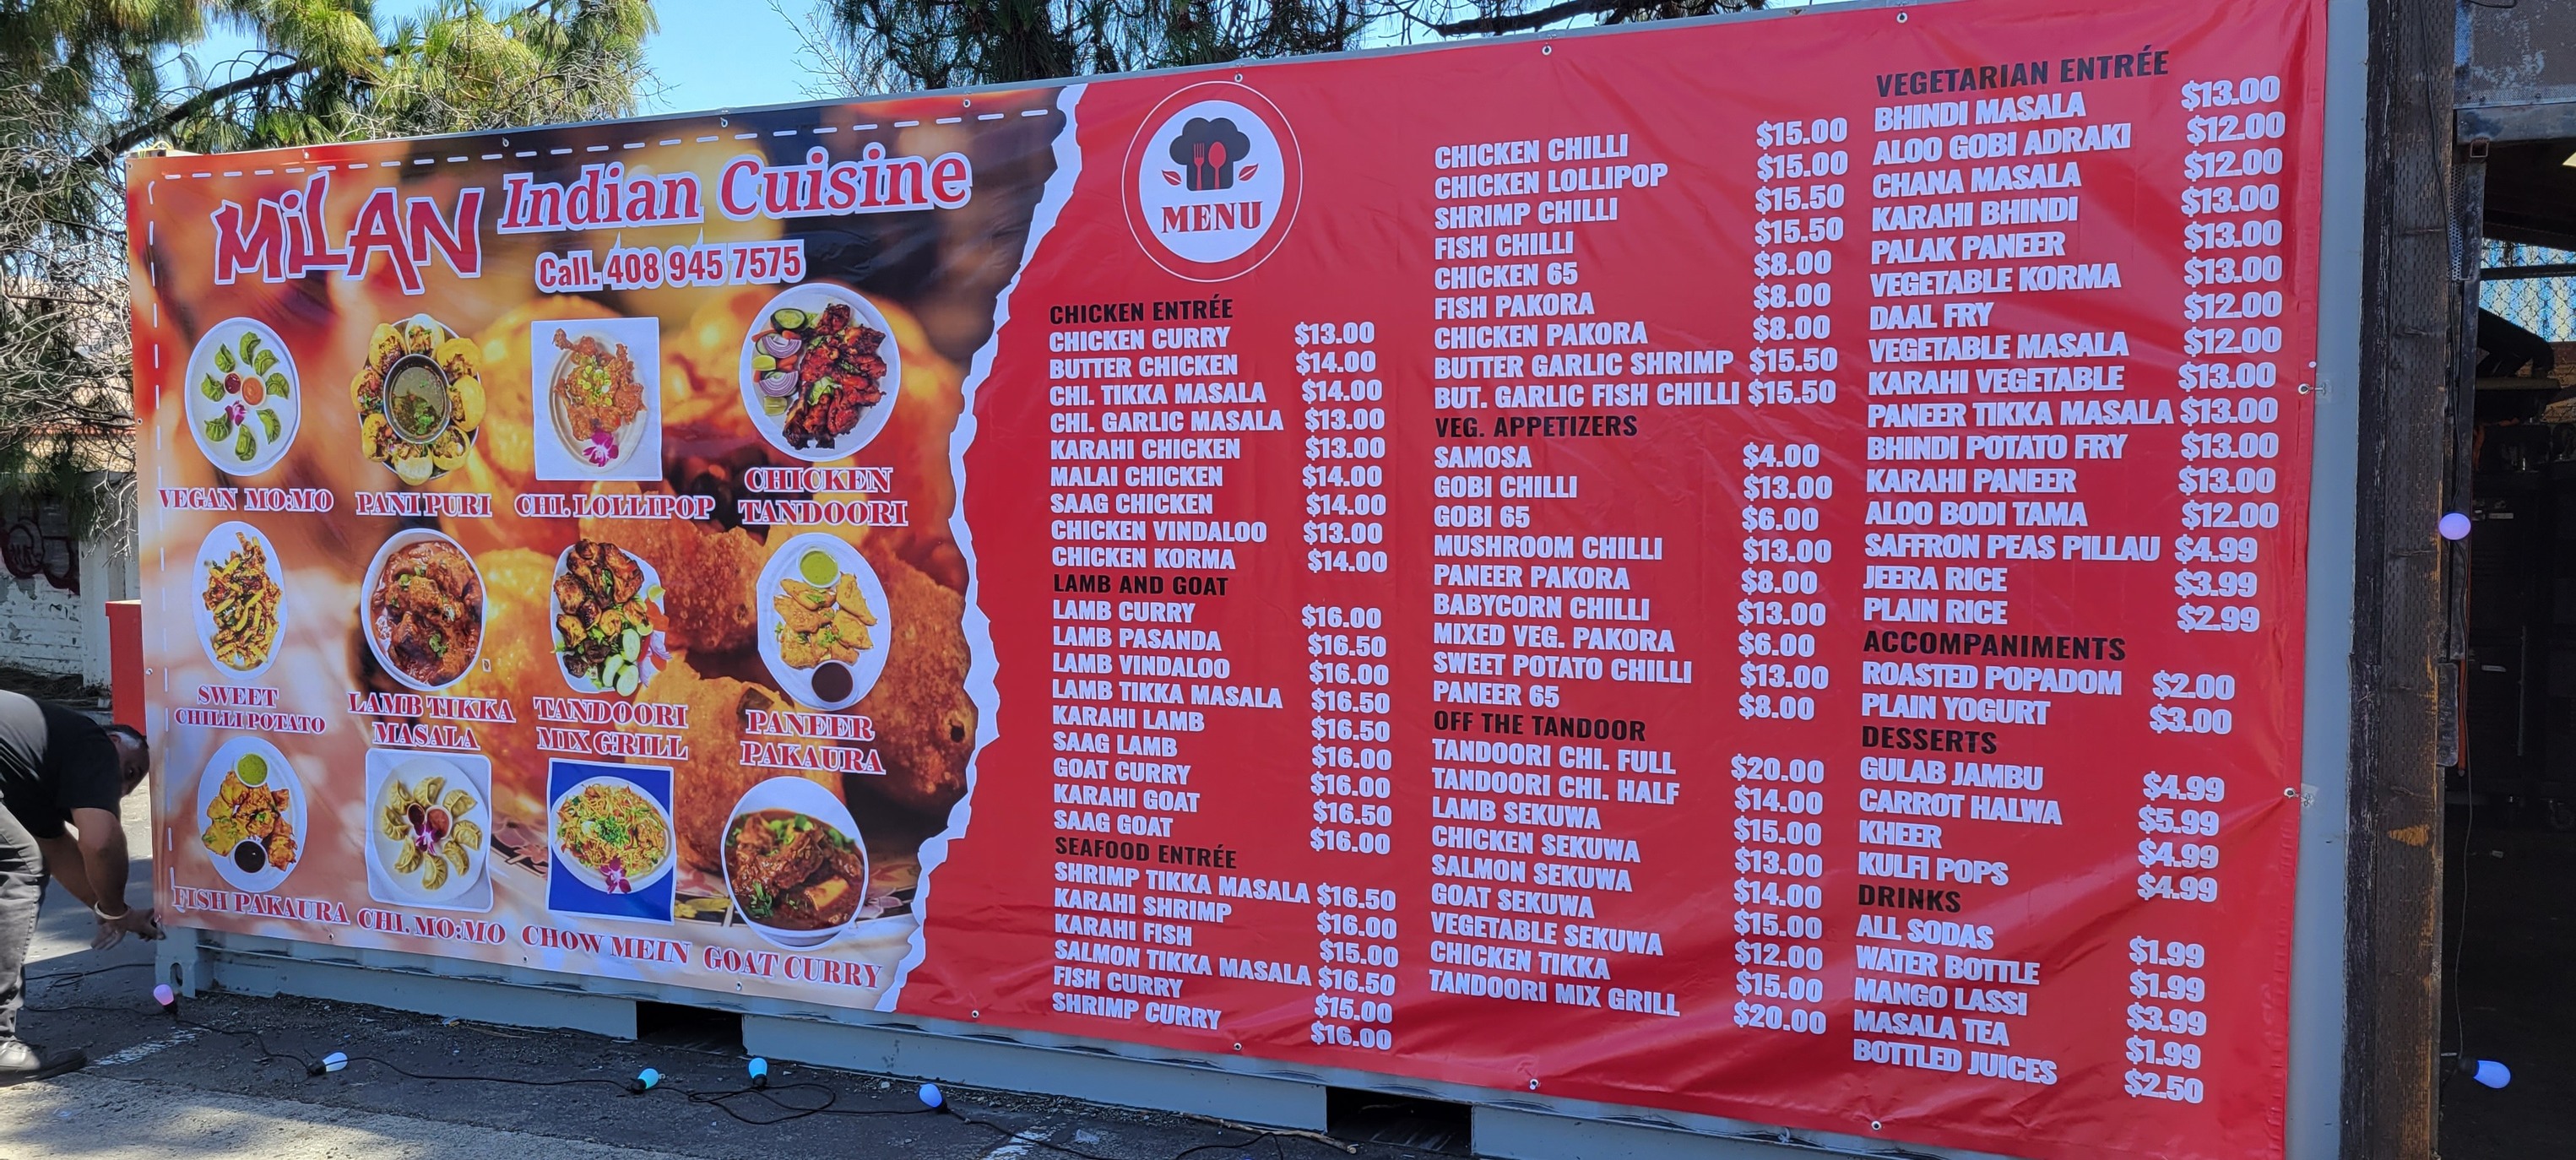 MiLAN Indian Cuisine
Call. 408 945 7575
VEGAN MO:MO
PANI PURI
CHI. LOLLIPOP
CHICKEN
TANDOORI
SWEET
CHILLI POTATO
LAMB TIKKA
MASALA
TANDOORI
MIX GRILL
PANEER
PAKAURA
FISH PAKAURA
CHI. MO:MO
CHOW MEIN
GOAT CURRY
MENU
CHICKEN ENTRÉE
CHICKEN CURRY $13.00
BUTTER CHICKEN $14.00
CHI. TIKKA MASALA $14.00
CHI. GARLIC MASALA $13.00
KARAHI CHICKEN $13.00
MALAI CHICKEN $14.00
SAAG CHICKEN $14.00
CHICKEN VINDALOO $13.00
CHICKEN KORMA $14.00
LAMB AND GOAT
LAMB CURRY $16.00
LAMB PASANDA $16.50
LAMB VINDALOO $16.00
LAMB TIKKA MASALA $16.50
KARAHI LAMB $16.50
SAAG LAMB $16.00
GOAT CURRY $16.00
KARAHI GOAT $16.50
SAAG GOAT $16.00
SEAFOOD ENTRÉE
SHRIMP TIKKA MASALA $16.50
KARAHI SHRIMP $16.00
KARAHI FISH $15.00
SALMON TIKKA MASALA $16.50
FISH CURRY $15.00
SHRIMP CURRY $16.00
CHICKEN CHILLI $15.00
CHICKEN LOLLIPOP $15.00
SHRIMP CHILLI $15.50
FISH CHILLI $15.50
CHICKEN 65 $8.00
FISH PAKORA $8.00
CHICKEN PAKORA $8.00
BUTTER GARLIC SHRIMP $15.50
BUT. GARLIC FISH CHILLI $15.50
VEG. APPETIZERS
SAMOSA $4.00
GOBI CHILLI $13.00
GOBI 65 $6.00
MUSHROOM CHILLI $13.00
PANEER PAKORA $8.00
BABYCORN CHILLI $13.00
MIXED VEG. PAKORA $6.00
SWEET POTATO CHILLI $13.00
PANEER 65 $8.00
OFF THE TANDOOR
TANDOORI CHI. FULL $20.00
TANDOORI CHI. HALF $14.00
LAMB SEKUWA $15.00
CHICKEN SEKUWA $13.00
SALMON SEKUWA $14.00
GOAT SEKUWA $15.00
VEGETABLE SEKUWA $12.00
CHICKEN TIKKA $15.00
TANDOORI MIX GRILL $20.00
VEGETARIAN ENTRÉE
BHINDI MASALA $13.00
ALOO GOBI ADRAKI $12.00
CHANA MASALA $12.00
KARAHI BHINDI $13.00
PALAK PANEER $13.00
VEGETABLE KORMA $13.00
DAAL FRY $12.00
VEGETABLE MASALA $12.00
KARAHI VEGETABLE $13.00
PANEER TIKKA MASALA $13.00
BHINDI POTATO FRY $13.00
KARAHI PANEER $13.00
ALOO BODI TAMA $12.00
SAFFRON PEAS PILLAU $4.99
JEERA RICE $3.99
PLAIN RICE $2.99
ACCOMPANIMENTS
ROASTED POPADOM $2.00
PLAIN YOGURT $3.00
DESSERTS
GULAB JAMBU $4.99
CARROT HALWA $5.99
KHEER $4.99
KULFI POPS $4.99
DRINKS
ALL SODAS $1.99
WATER BOTTLE $1.99
MANGO LASSI $3.99
MASALA TEA $1.99
BOTTLED JUICES $2.50